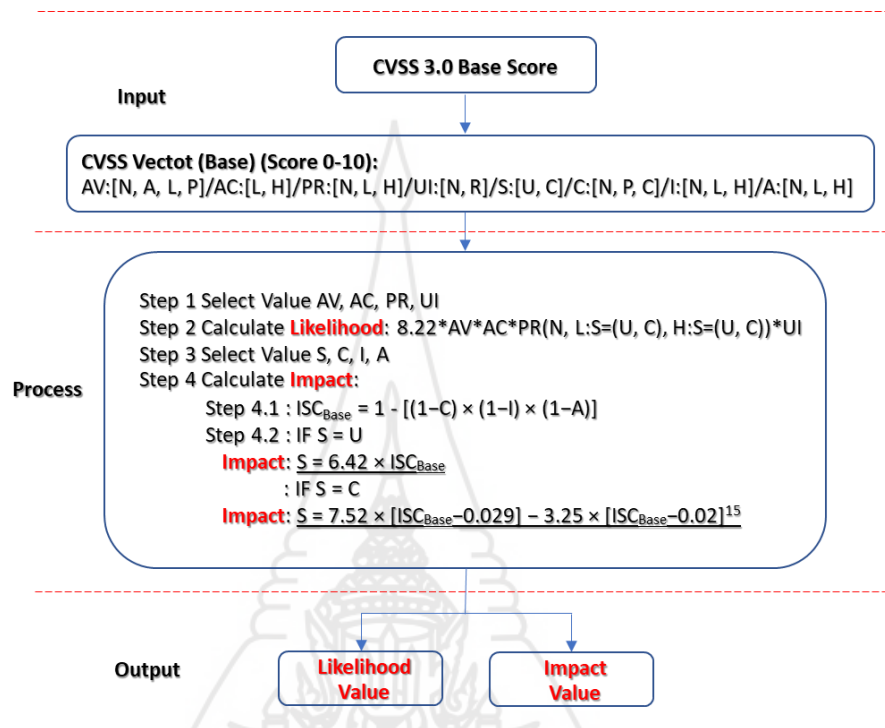 CVSS 3.0 Base Score
Input
CVSS Vectot (Base) (Score 0-10):
AV:[N, A, L, P]/AC:[L, H]/PR:[N, L, H]/UI:[N, R]/S:[U, C]/C:[N, P, C]/I:[N, L, H]/A:[N, L, H]
Step 1 Select Value AV, AC, PR, UI
Step 2 Calculate Likelihood: 8.22*AV*AC*PR(N, L:S=(U, C), H:S=(U, C))*UI
Step 3 Select Value S, C, I, A
Process
Step 4 Calculate Impact:
Step 4.1 : ISCBase = 1 - [(1−C) × (1−I) × (1−A)]
Step 4.2 : IF S = U
Impact: S = 6.42 × ISCBase
: IF S = C
Impact: S = 7.52 × [ISCBase−0.029] − 3.25 × [ISCBase−0.02]15
Output
Likelihood
Value
Impact
Value